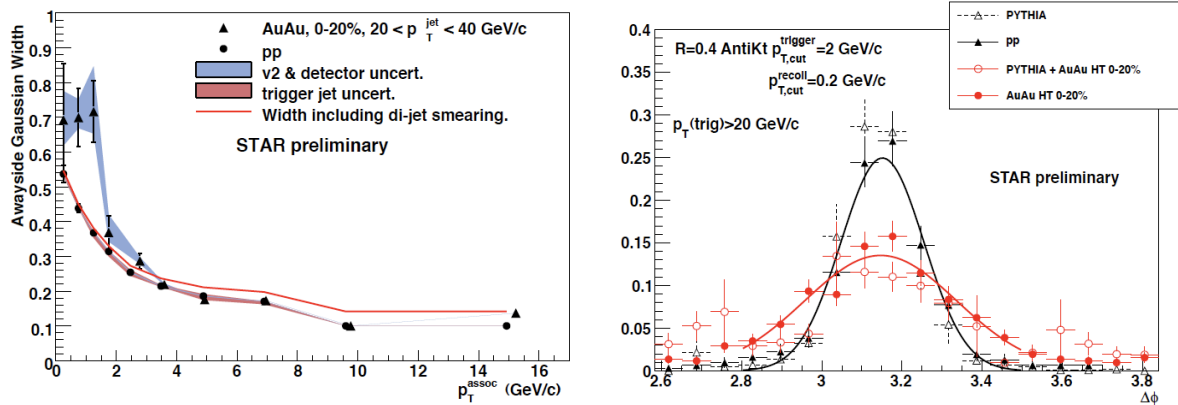 AuAu, 0-20%, 20 < p_T^jet < 40 GeV/c
pp
v2 & detector uncert.
trigger jet uncert.
Width including di-jet smearing.
STAR preliminary
Awayside Gaussian Width
1
0.9
0.8
0.7
0.6
0.5
0.4
0.3
0.2
0.1
0
0 2 4 6 8 10 12 14 16
p_T^assoc (GeV/c)
PYTHIA
pp
PYTHIA + AuAu HT 0-20%
AuAu HT 0-20%
R=0.4 AntiKt p_T,cut^trigger=2 GeV/c
p_T,cut^recoil=0.2 GeV/c
p_T(trig)>20 GeV/c
STAR preliminary
0.4
0.35
0.3
0.25
0.2
0.15
0.1
0.05
0
2.6 2.8 3 3.2 3.4 3.6 3.8
Δϕ